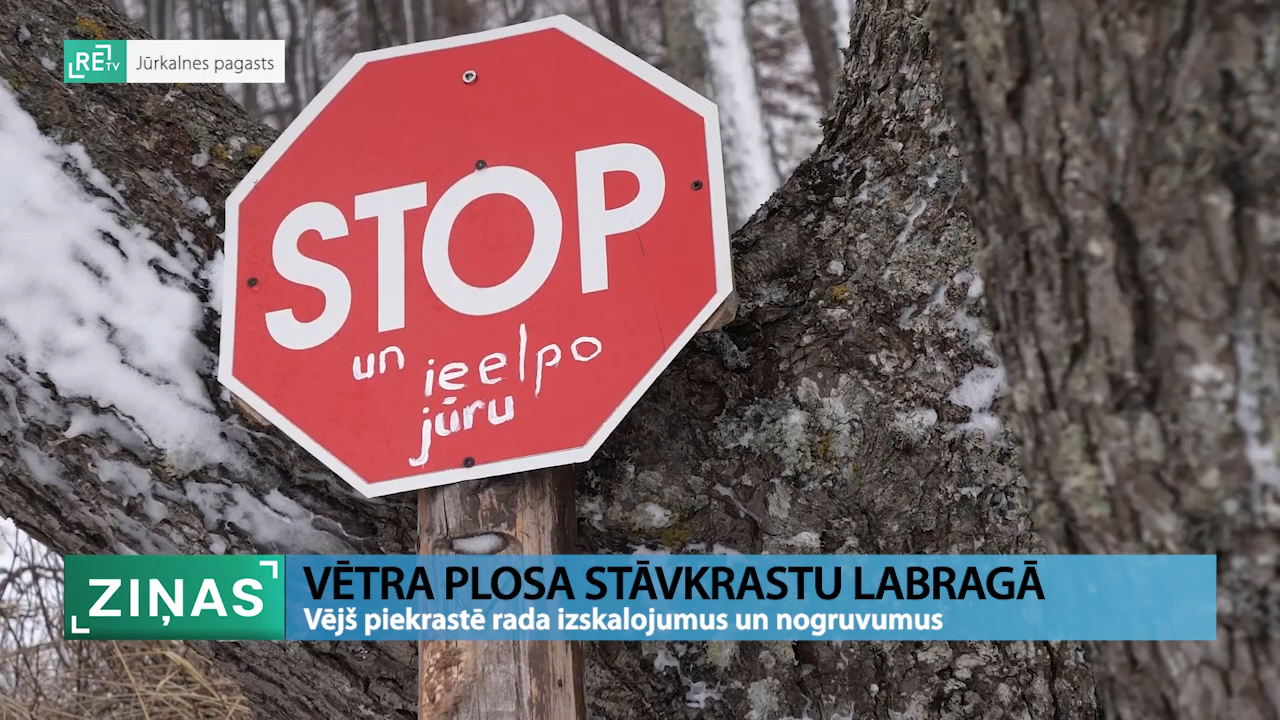 RE TV Jūrkalnes pagasts
STOP
un ieelpo
jūru
ZIŅAS
VĒTRA PLOSA STĀVKRASTU LABRAGĀ
Vējš piekrastē rada izskalojumus un nogruvumus